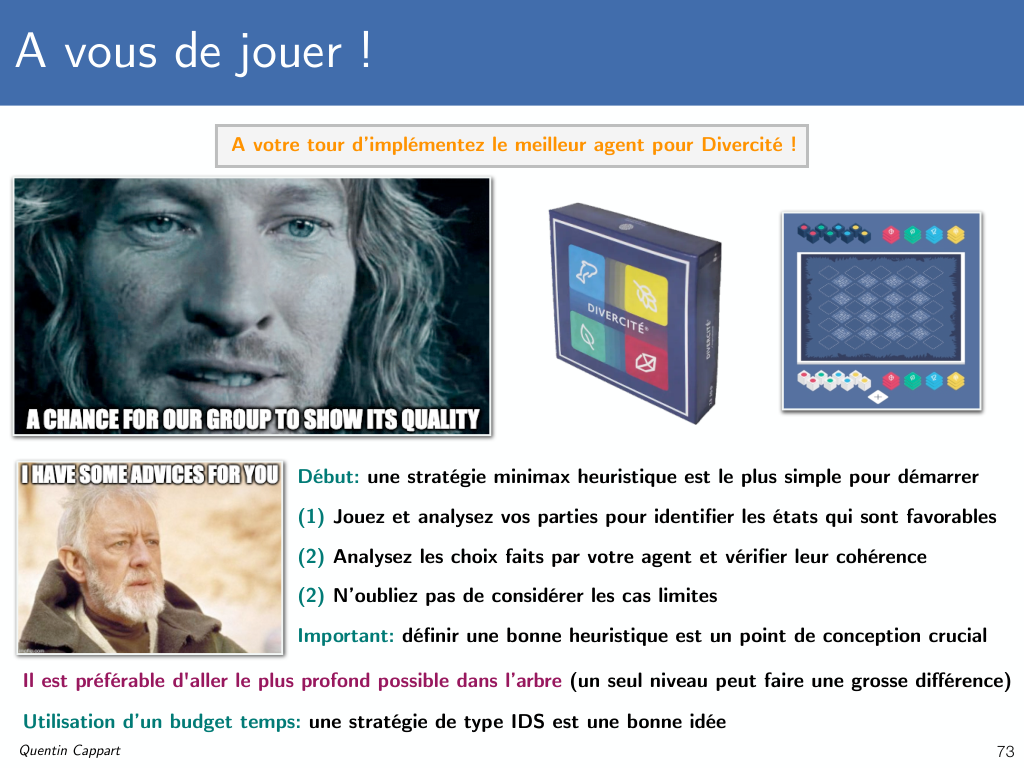 A vous de jouer !
A votre tour d'implémentez le meilleur agent pour Divercité !
A CHANCE FOR OUR GROUP TO SHOW ITS QUALITY
DIVERCITÉ
DIVERCITÉ
I HAVE SOME ADVICES FOR YOU
Début: une stratégie minimax heuristique est le plus simple pour démarrer
(1) Jouez et analysez vos parties pour identifier les états qui sont favorables
(2) Analysez les choix faits par votre agent et vérifier leur cohérence
(2) N'oubliez pas de considérer les cas limites
Important: définir une bonne heuristique est un point de conception crucial
Il est préférable d'aller le plus profond possible dans l'arbre (un seul niveau peut faire une grosse différence)
Utilisation d'un budget temps: une stratégie de type IDS est une bonne idée
Quentin Cappart
73